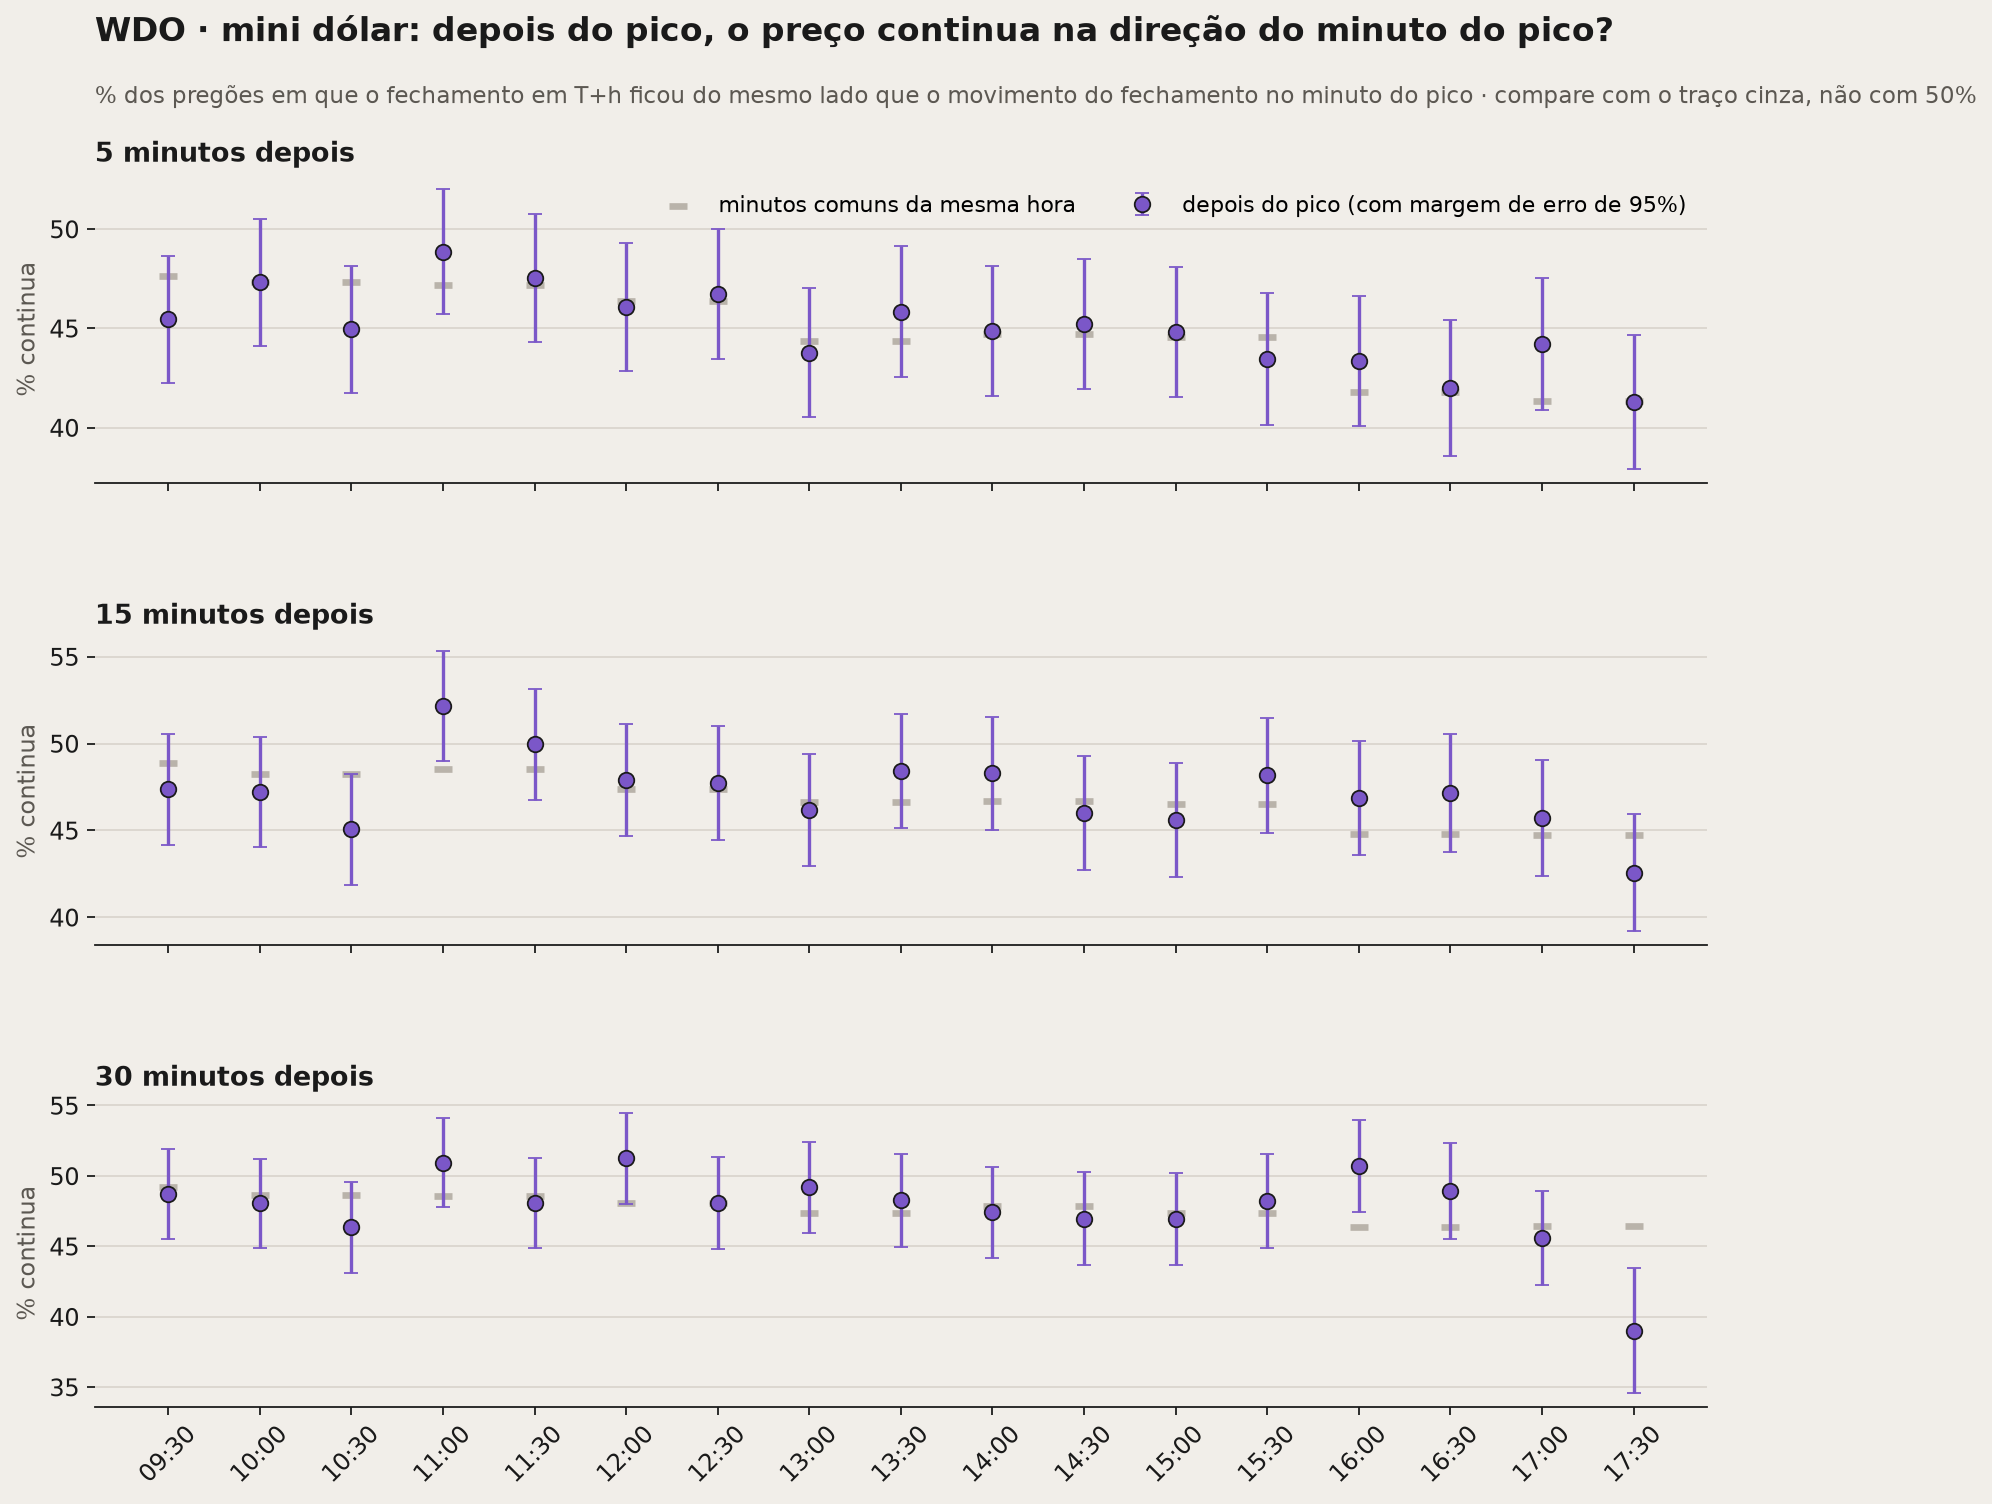 WDO · mini dólar: depois do pico, o preço continua na direção do minuto do pico?
% dos pregões em que o fechamento em T+h ficou do mesmo lado que o movimento do fechamento no minuto do pico · compare com o traço cinza, não com 50%
5 minutos depois
minutos comuns da mesma hora
depois do pico (com margem de erro de 95%)
% continua
50
45
40
15 minutos depois
% continua
55
50
45
40
30 minutos depois
% continua
55
50
45
40
35
09:30 10:00 10:30 11:00 11:30 12:00 12:30 13:00 13:30 14:00 14:30 15:00 15:30 16:00 16:30 17:00 17:30